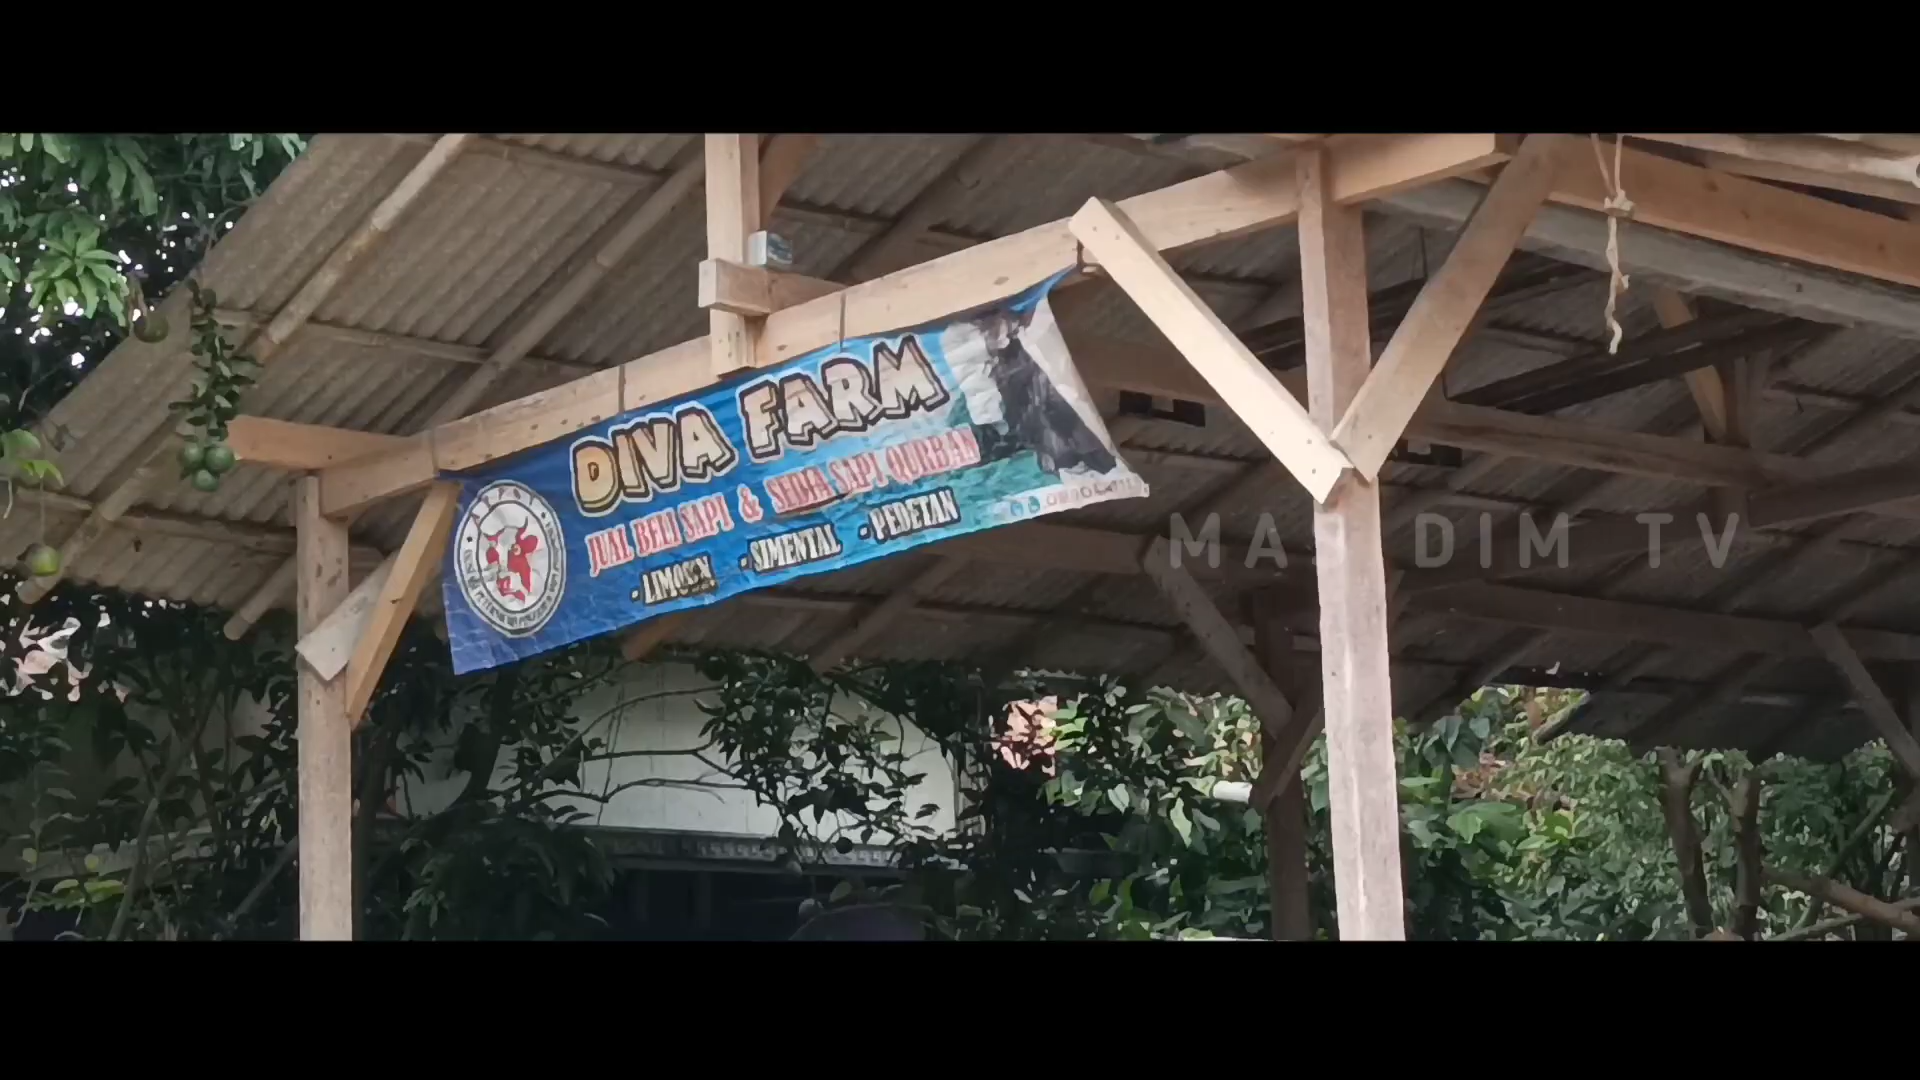 DIVA FARM
JUAL BELI SAPI & SEDIA SAPI QURBAN
- LIMOSIN - SIMENTAL - PEDETAN
MAS DIM TV